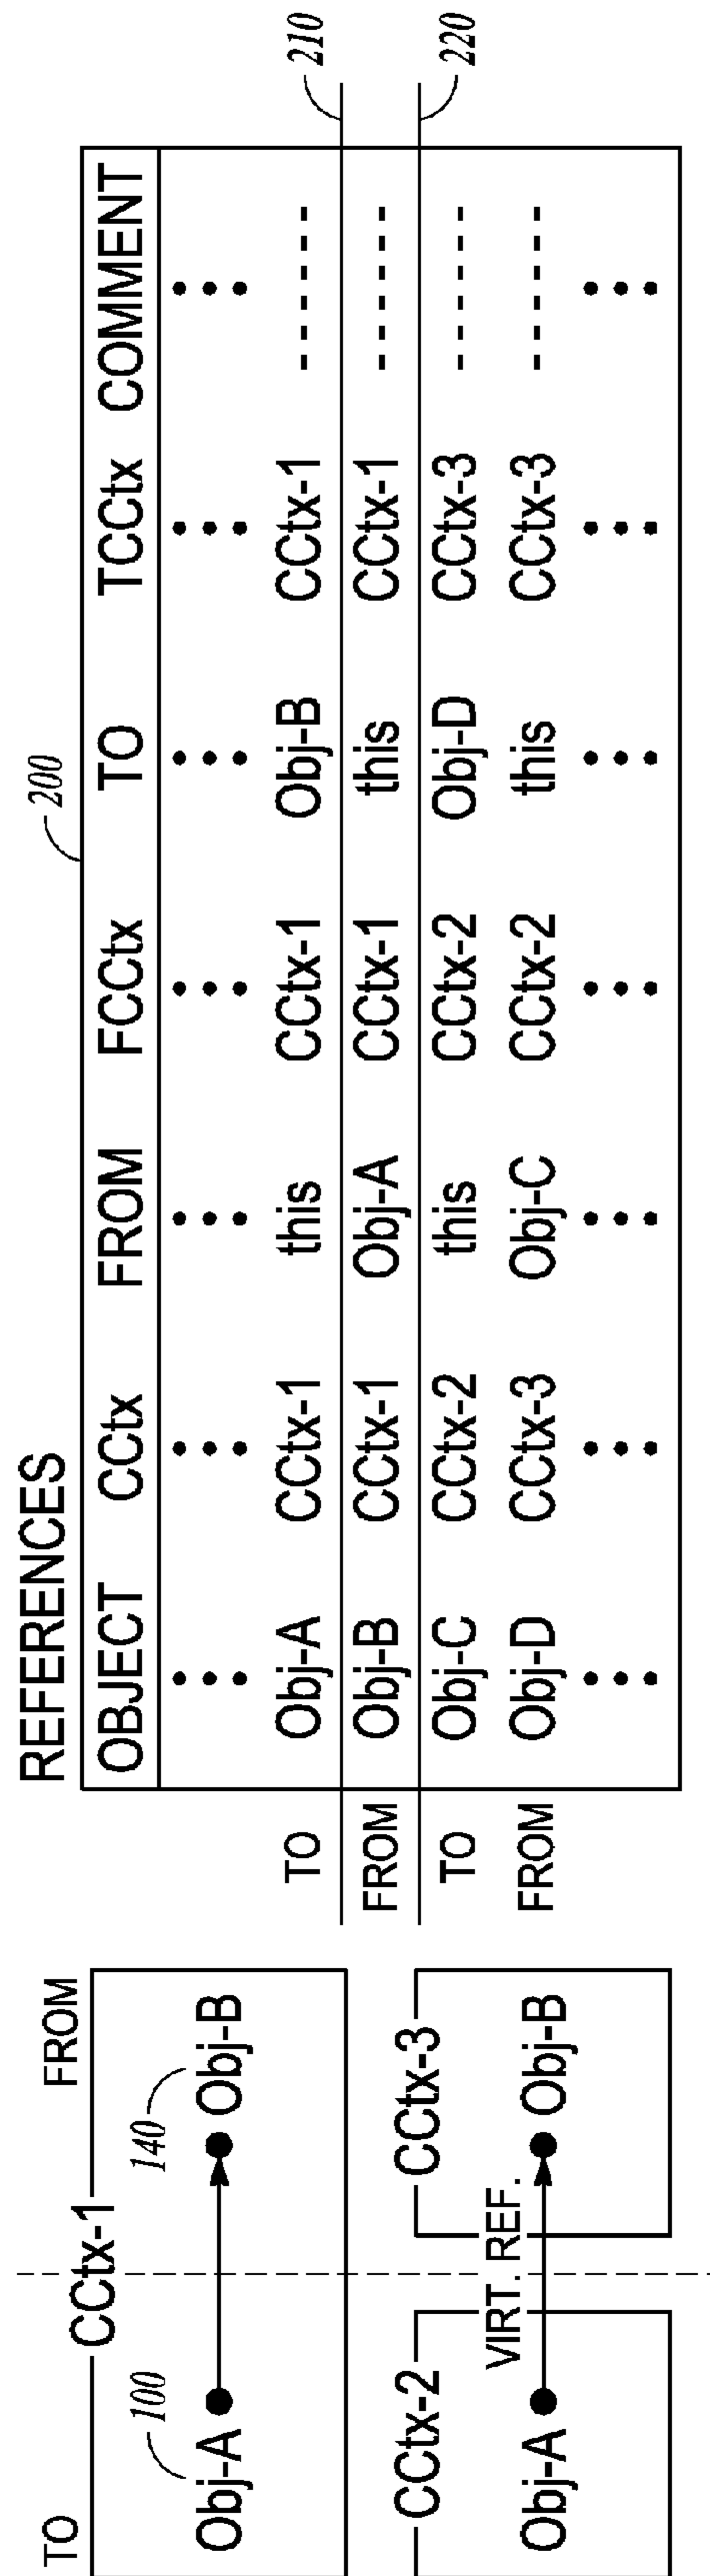 TO
FROM
CCtx-1
100
140
Obj-A
Obj-B
CCtx-2
CCtx-3
VIRT. REF.
Obj-A
Obj-B
REFERENCES
200
OBJECT CCtx FROM FCCtx TO TCCtx COMMENT
TO Obj-A CCtx-1 this CCtx-1 Obj-B CCtx-1 ------
210
FROM Obj-B CCtx-1 Obj-A CCtx-1 this CCtx-1 ------
220
TO Obj-C CCtx-2 this CCtx-2 Obj-D CCtx-3 ------
FROM Obj-D CCtx-3 Obj-C CCtx-2 this CCtx-3 ------